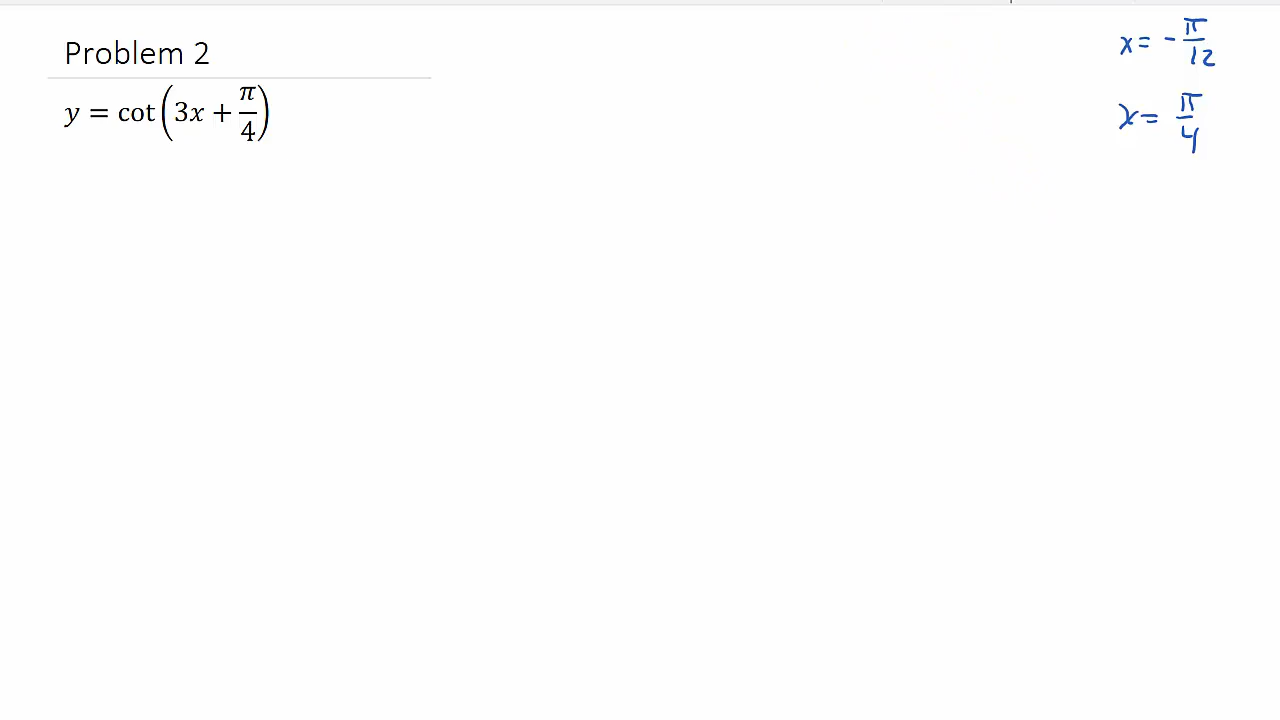 Problem 2
y = cot(3x + π/4)
x = -π/12
x = π/4